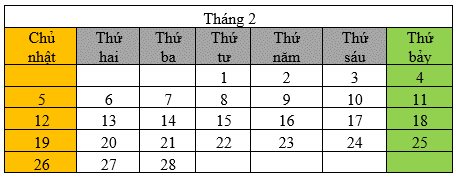 Tháng 2
Chủ nhật Thứ hai Thứ ba Thứ tư Thứ năm Thứ sáu Thứ bảy
1 2 3 4
5 6 7 8 9 10 11
12 13 14 15 16 17 18
19 20 21 22 23 24 25
26 27 28